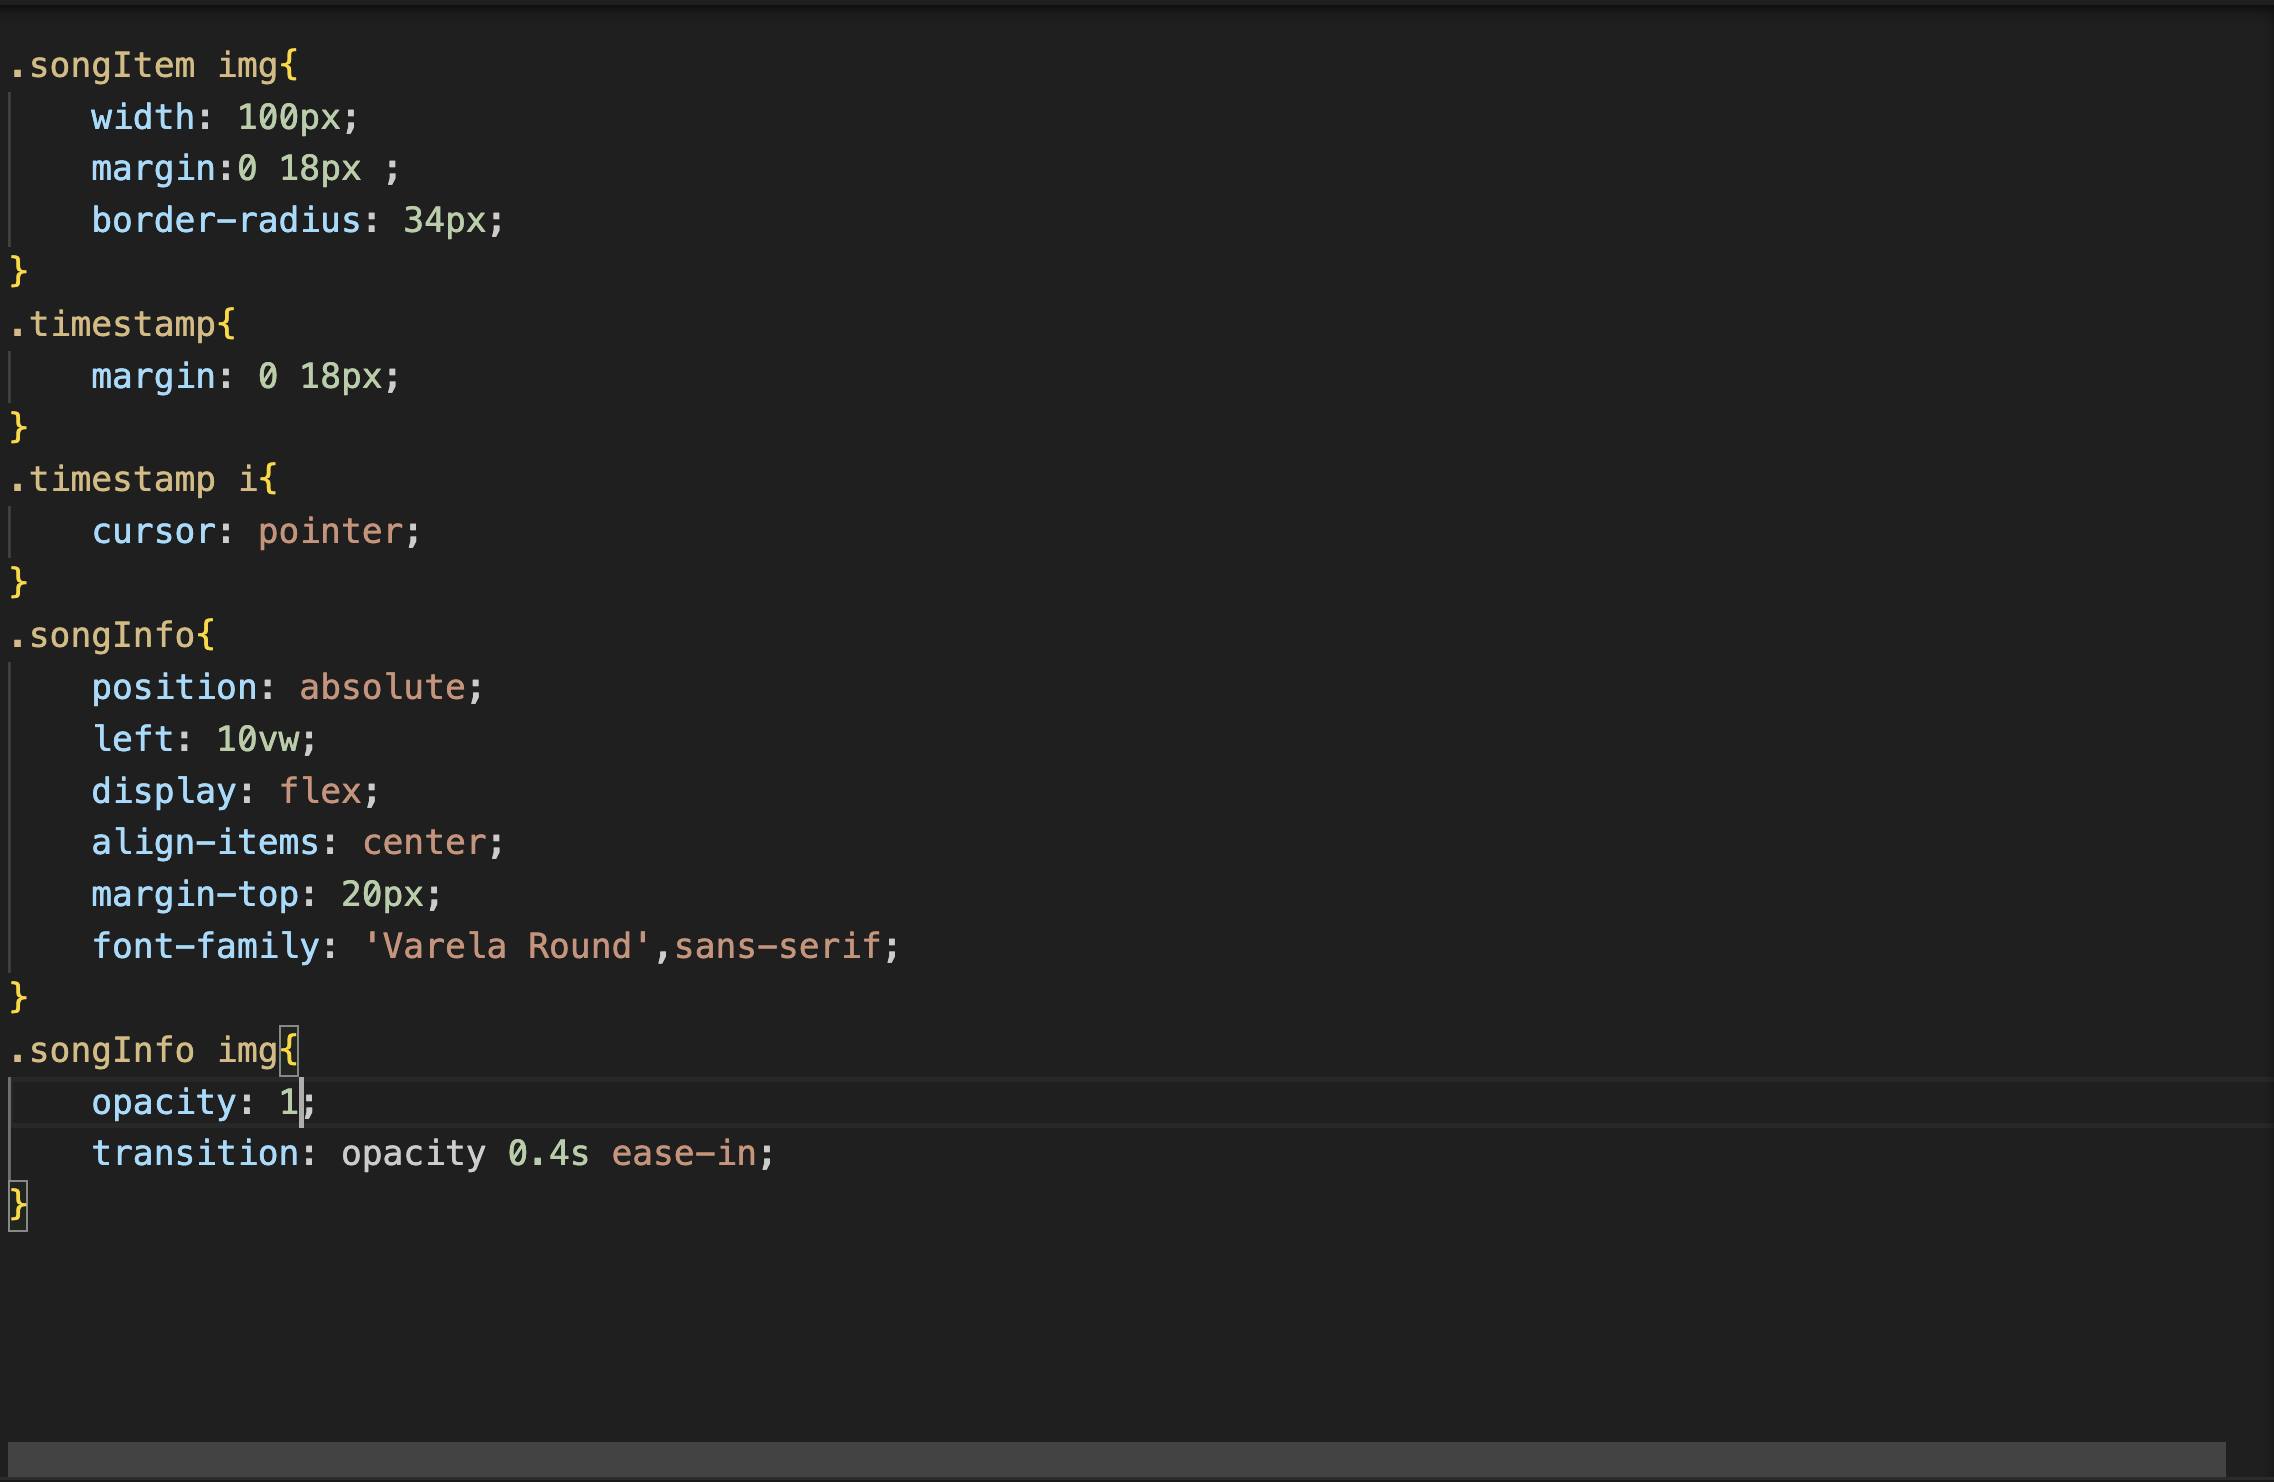 .songItem img{
    width: 100px;
    margin:0 18px ;
    border-radius: 34px;
}
.timestamp{
    margin: 0 18px;
}
.timestamp i{
    cursor: pointer;
}
.songInfo{
    position: absolute;
    left: 10vw;
    display: flex;
    align-items: center;
    margin-top: 20px;
    font-family: 'Varela Round',sans-serif;
}
.songInfo img{
    opacity: 1;
    transition: opacity 0.4s ease-in;
}